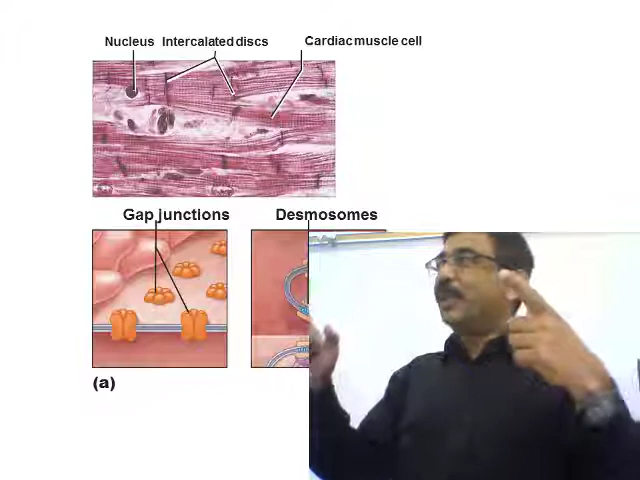 Nucleus Intercalated discs Cardiac muscle cell
Gap junctions Desmosomes
(a)